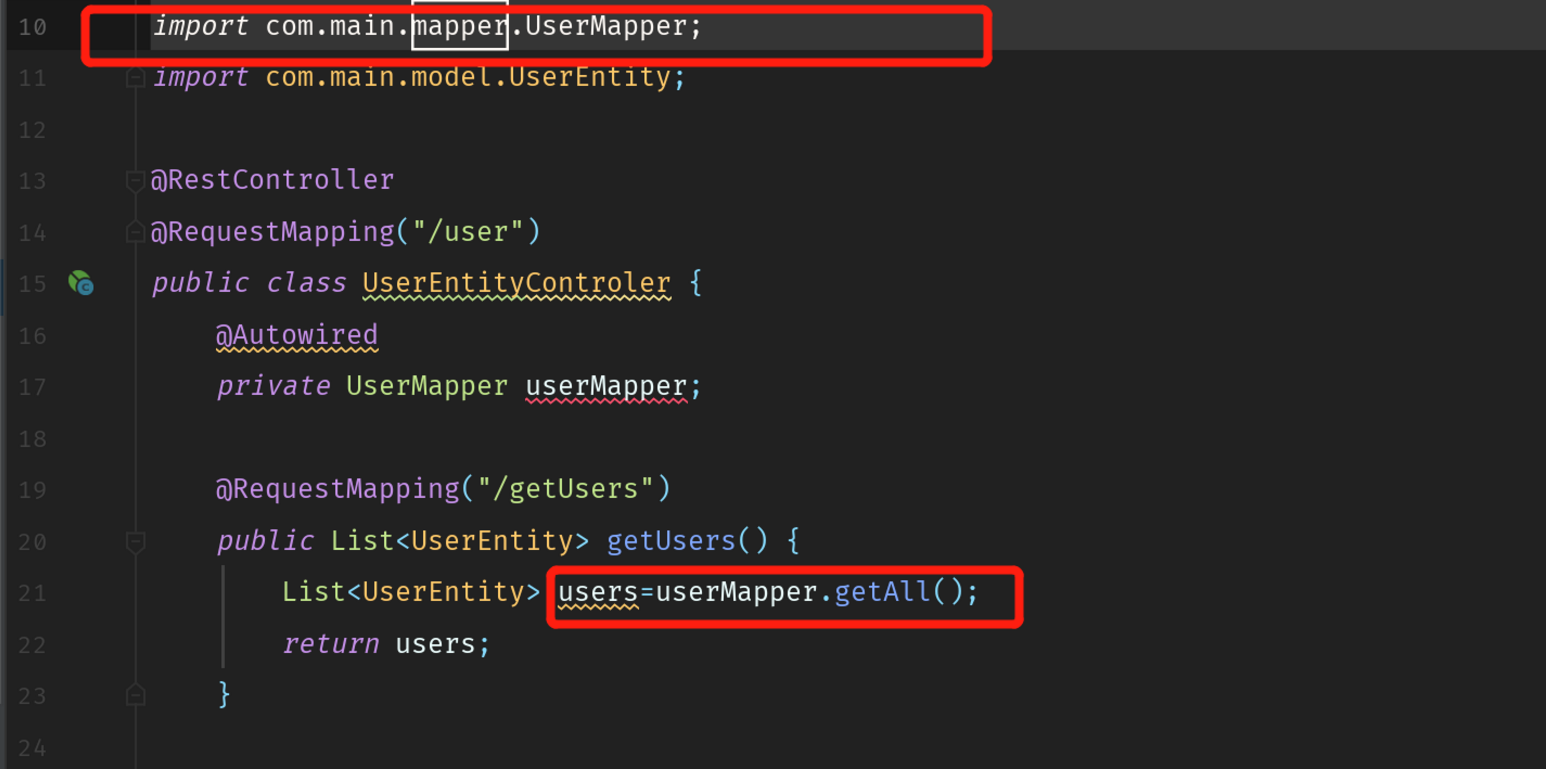 10 import com.main.mapper.UserMapper;
11 import com.main.model.UserEntity;
12
13 @RestController
14 @RequestMapping("/user")
15 public class UserEntityControler {
16 @Autowired
17 private UserMapper userMapper;
18
19 @RequestMapping("/getUsers")
20 public List<UserEntity> getUsers() {
21 List<UserEntity> users=userMapper.getAll();
22 return users;
23 }
24